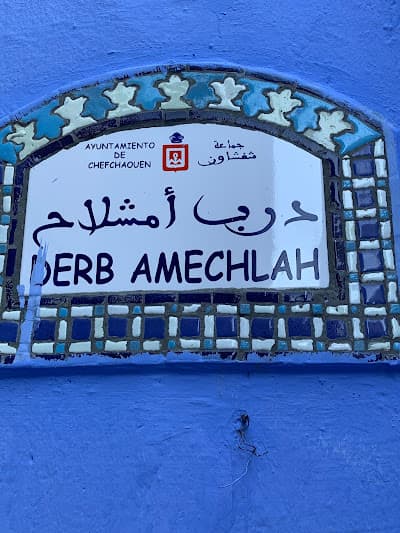 AYUNTAMIENTO
DE
CHEFCHAOUEN
جماعة
شفشاون
درب أمشلاح
DERB AMECHLAH